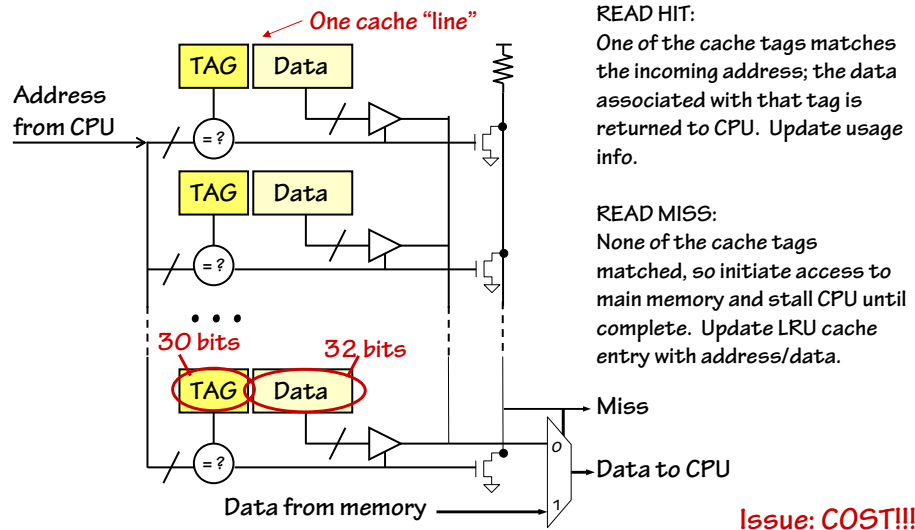 One cache “line”
TAG
Data
Address
from CPU
= ?
TAG
Data
= ?
• • •
30 bits
32 bits
TAG
Data
= ?
Miss
0
Data to CPU
1
Data from memory
READ HIT:
One of the cache tags matches
the incoming address; the data
associated with that tag is
returned to CPU. Update usage
info.
READ MISS:
None of the cache tags
matched, so initiate access to
main memory and stall CPU until
complete. Update LRU cache
entry with address/data.
Issue: COST!!!